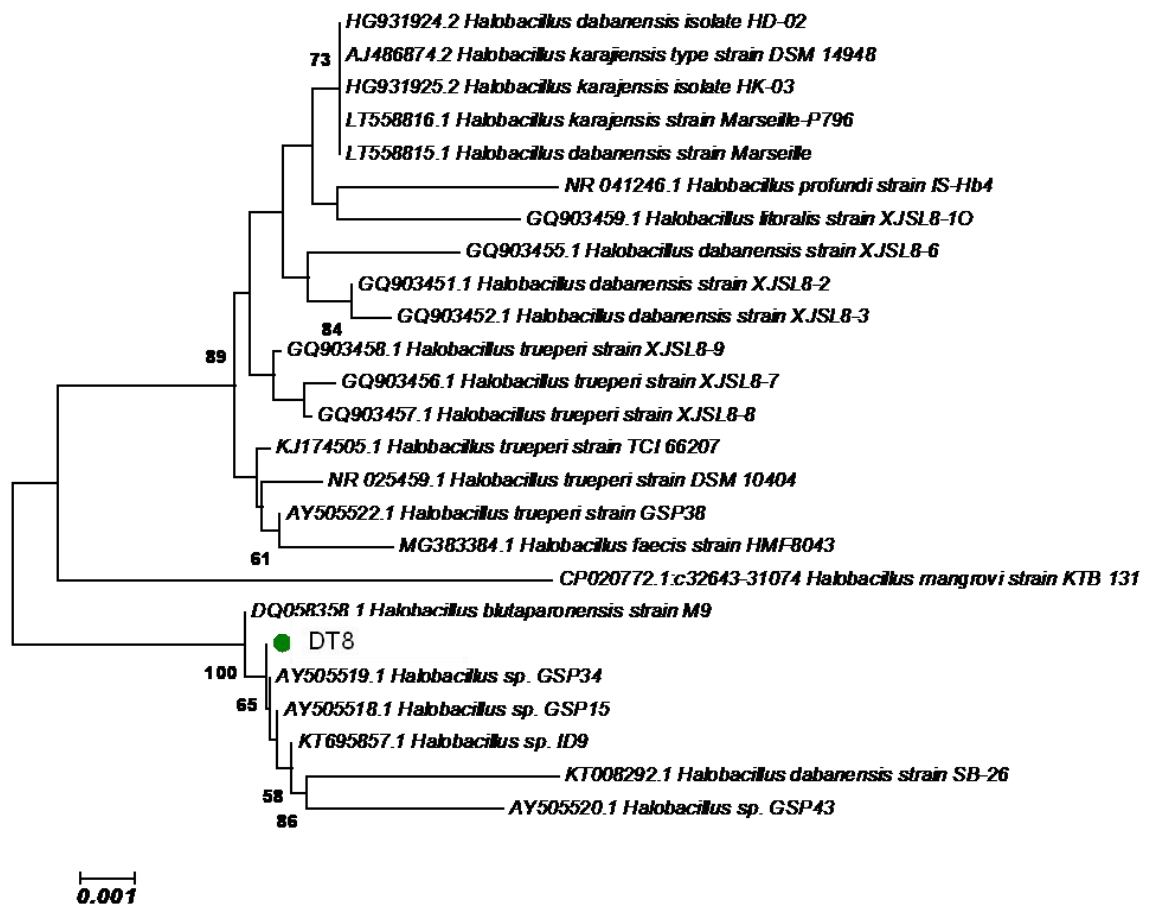 HG931924.2 Halobacillus dabanensis isolate HD-02
73
AJ486874.2 Halobacillus karajensis type strain DSM 14948
HG931925.2 Halobacillus karajensis isolate HK-03
LT558816.1 Halobacillus karajensis strain Marseille-P796
LT558815.1 Halobacillus dabanensis strain Marseille
NR 041246.1 Halobacillus profundi strain IS-Hb4
GQ903459.1 Halobacillus litoralis strain XJSL8-10
GQ903455.1 Halobacillus dabanensis strain XJSL8-6
GQ903451.1 Halobacillus dabanensis strain XJSL8-2
GQ903452.1 Halobacillus dabanensis strain XJSL8-3
84
89
GQ903458.1 Halobacillus trueperi strain XJSL8-9
GQ903456.1 Halobacillus trueperi strain XJSL8-7
GQ903457.1 Halobacillus trueperi strain XJSL8-8
KJ174505.1 Halobacillus trueperi strain TCI 66207
NR 025459.1 Halobacillus trueperi strain DSM 10404
AY505522.1 Halobacillus trueperi strain GSP38
MG383384.1 Halobacillus faecis strain HMF8043
61
CP020772.1:c32643-31074 Halobacillus mangrovi strain KTB 131
DQ058358.1 Halobacillus blutaparonensis strain M9
DT8
100
AY505519.1 Halobacillus sp. GSP34
65
AY505518.1 Halobacillus sp. GSP15
KT695857.1 Halobacillus sp. ID9
KT008292.1 Halobacillus dabanensis strain SB-26
58
AY505520.1 Halobacillus sp. GSP43
86
0.001